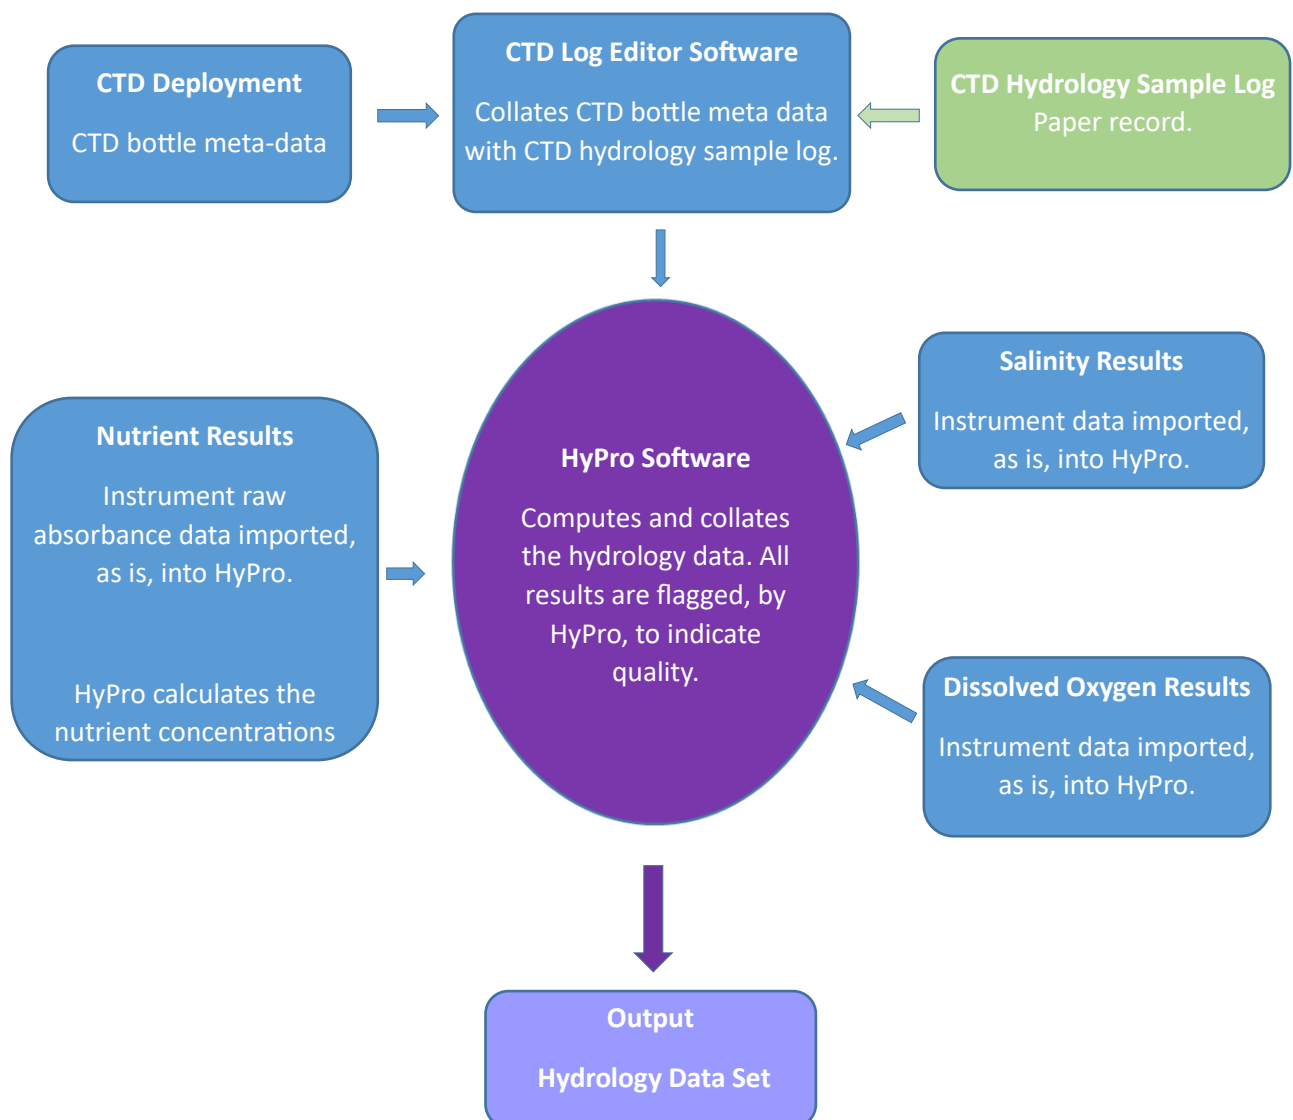 CTD Deployment
CTD bottle meta-data
CTD Log Editor Software
Collates CTD bottle meta data
with CTD hydrology sample log.
CTD Hydrology Sample Log
Paper record.
Nutrient Results
Instrument raw
absorbance data imported,
as is, into HyPro.
HyPro calculates the
nutrient concentrations
HyPro Software
Computes and collates
the hydrology data. All
results are flagged, by
HyPro, to indicate
quality.
Salinity Results
Instrument data imported,
as is, into HyPro.
Dissolved Oxygen Results
Instrument data imported,
as is, into HyPro.
Output
Hydrology Data Set